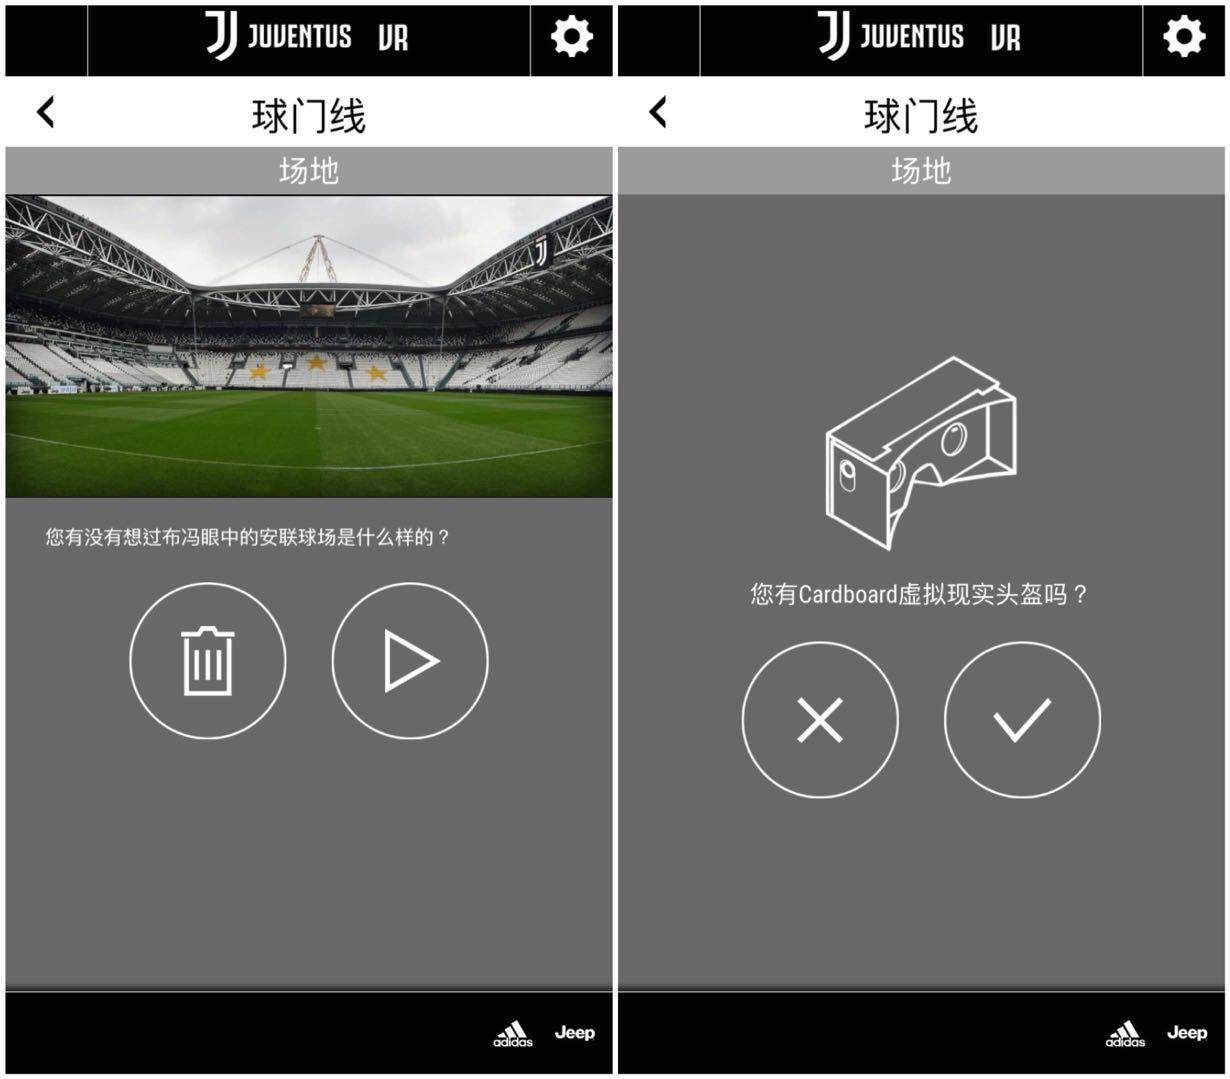 JUVENTUS VR
球门线
场地
您有没有想过布冯眼中的安联球场是什么样的？
adidas
Jeep
JUVENTUS VR
球门线
场地
您有Cardboard虚拟现实头盔吗？
adidas
Jeep